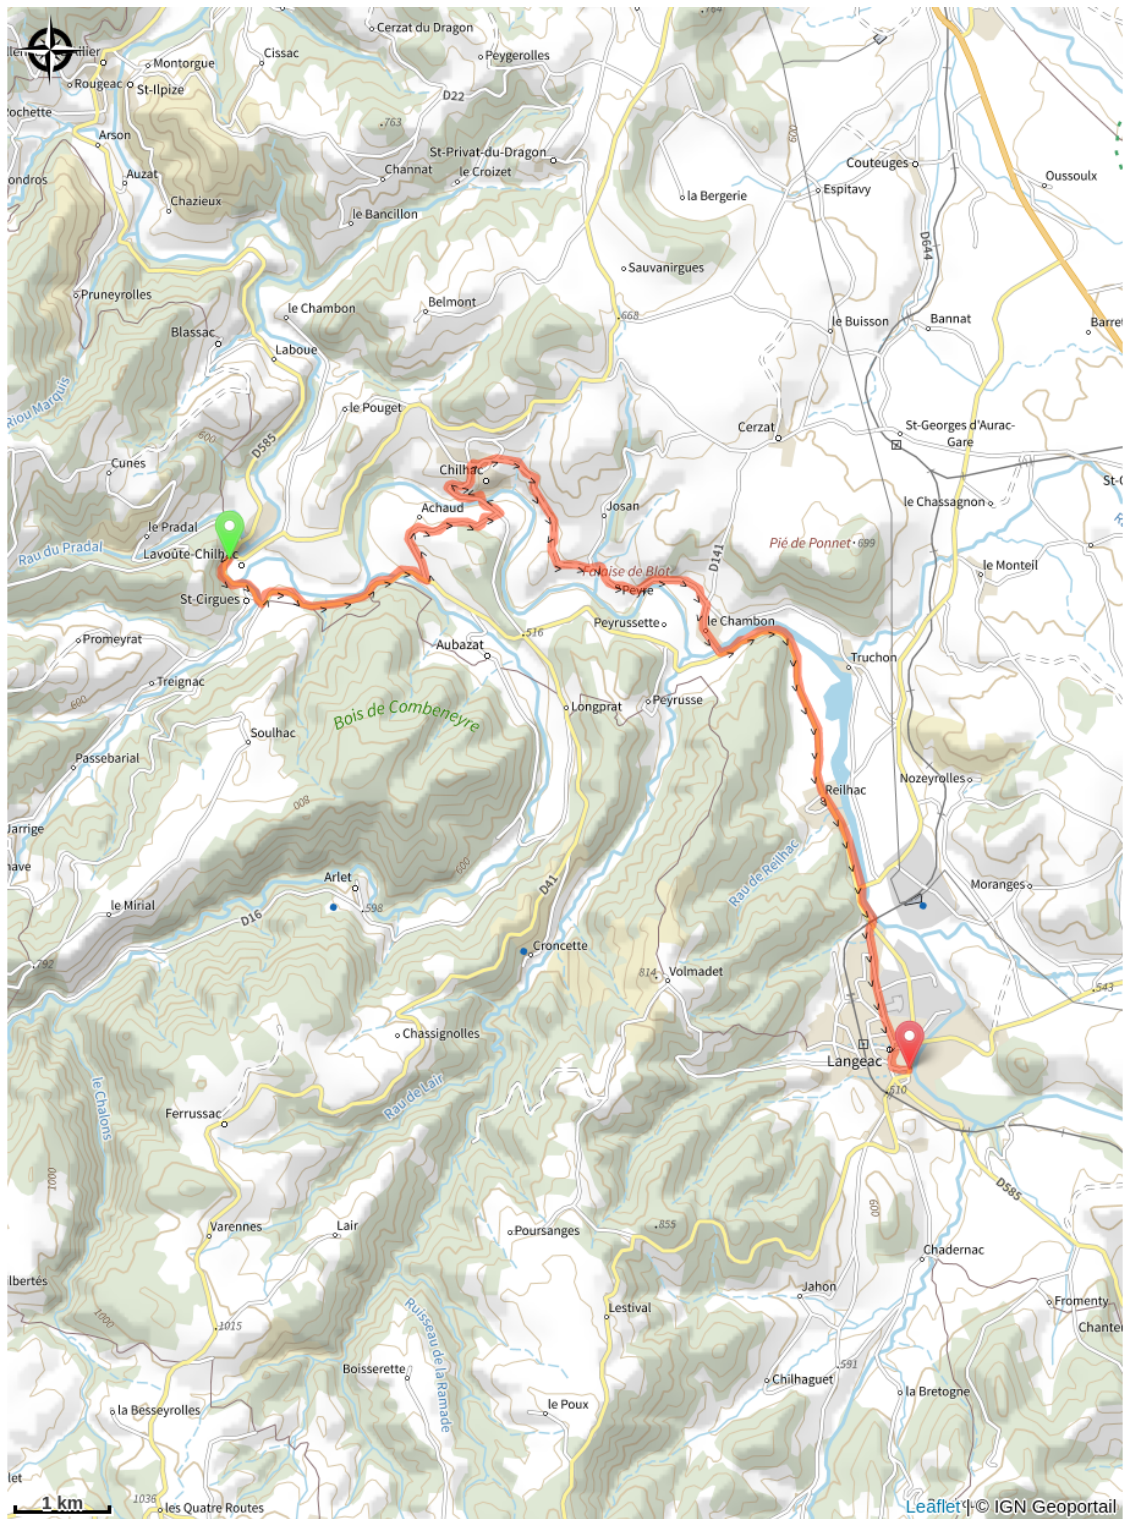 764
Cerzat du Dragon
Cissac
Peygerolles
Montorgue
Rougeac
St-Ilpize
D22
763
600
Arson
St-Privat-du-Dragon
Couteuges
Channat
le Croizet
Auzat
Oussoulx
Espitavy
la Bergerie
Chazieux
le Bancillon
D644
Sauvanirgues
Pruneyrolles
Belmont
le Chambon
668
le Buisson
Bannat
Blassac
Laboue
Riou Marquis
le Pouget
Cerzat
St-Georges d'Aurac-
Gare
600
D585
Cunes
Chilhac
le Chassagnon
Achaud
Josan
le Pradal
Rau du Pradal
Lavoûte-Chilhac
Pié de Ponnet
699
D141
le Monteil
Falaise de Blot
Peyre
St-Cirgues
Peyrussette
le Chambon
516
Promeyrat
Aubazat
Truchon
Treignac
600
Longprat
Peyrusse
Bois de Combeneyre
Soulhac
Passebarial
Nozeyrolles
Reilhac
800
Jarrige
600
Rau de Reilhac
Arlet
D41
Moranges
le Mirial
598
D16
Croncette
792
814
Volmadet
543
Chassignolles
Langeac
Rau de Lair
le Chalons
510
Ferrussac
1000
D585
600
Varennes
Lair
Poursanges
855
Chadernac
Jahon
Fromenty
Ruisseau de la Ramade
1000
1015
Lestival
591
Boisserette
Chilhaguet
la Bretogne
la Besseyrolles
le Poux
1036
les Quatre Routes
1 km
Leaflet | © IGN Geoportail